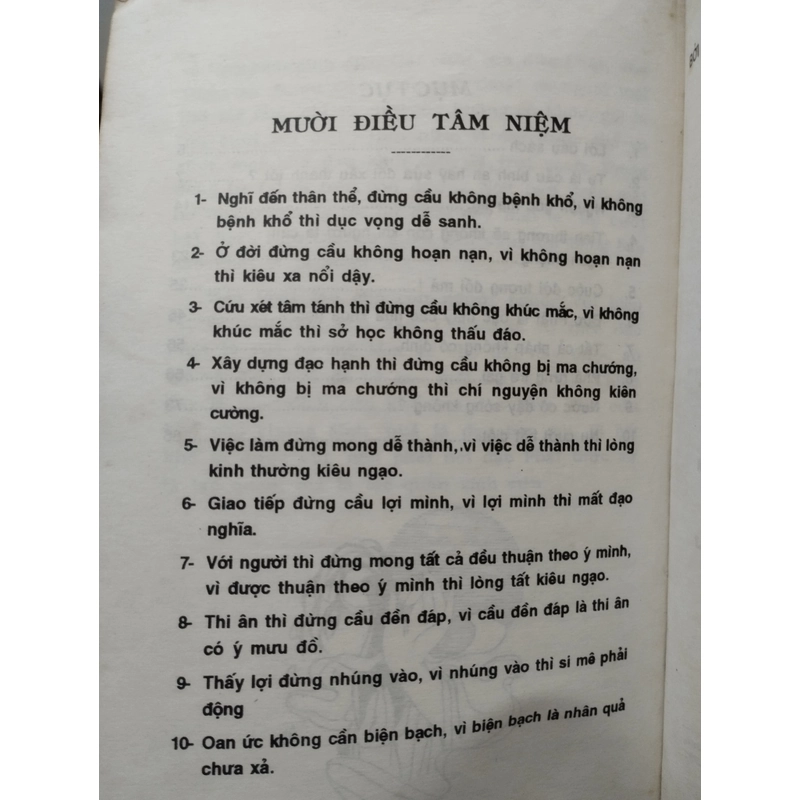 MƯỜI ĐIỀU TÂM NIỆM
1- Nghĩ đến thân thể, đừng cầu không bệnh khổ, vì không
bệnh khổ thì dục vọng dễ sanh.
2- Ở đời đừng cầu không hoạn nạn, vì không hoạn nạn
thì kiêu xa nổi dậy.
3- Cứu xét tâm tánh thì đừng cầu không khúc mắc, vì không
khúc mắc thì sở học không thấu đáo.
4- Xây dựng đạo hạnh thì đừng cầu không bị ma chướng,
vì không bị ma chướng thì chí nguyện không kiên
cường.
5- Việc làm đừng mong dễ thành, vì việc dễ thành thì lòng
kinh thường kiêu ngạo.
6- Giao tiếp đừng cầu lợi mình, vì lợi mình thì mất đạo
nghĩa.
7- Với người thì đừng mong tất cả đều thuận theo ý mình,
vì được thuận theo ý mình thì lòng tất kiêu ngạo.
8- Thi ân thì đừng cầu đền đáp, vì cầu đền đáp là thi ân
có ý mưu đồ.
9- Thấy lợi đừng nhúng vào, vì nhúng vào thì si mê phải
động
10- Oan ức không cần biện bạch, vì biện bạch là nhân quả
chưa xả.